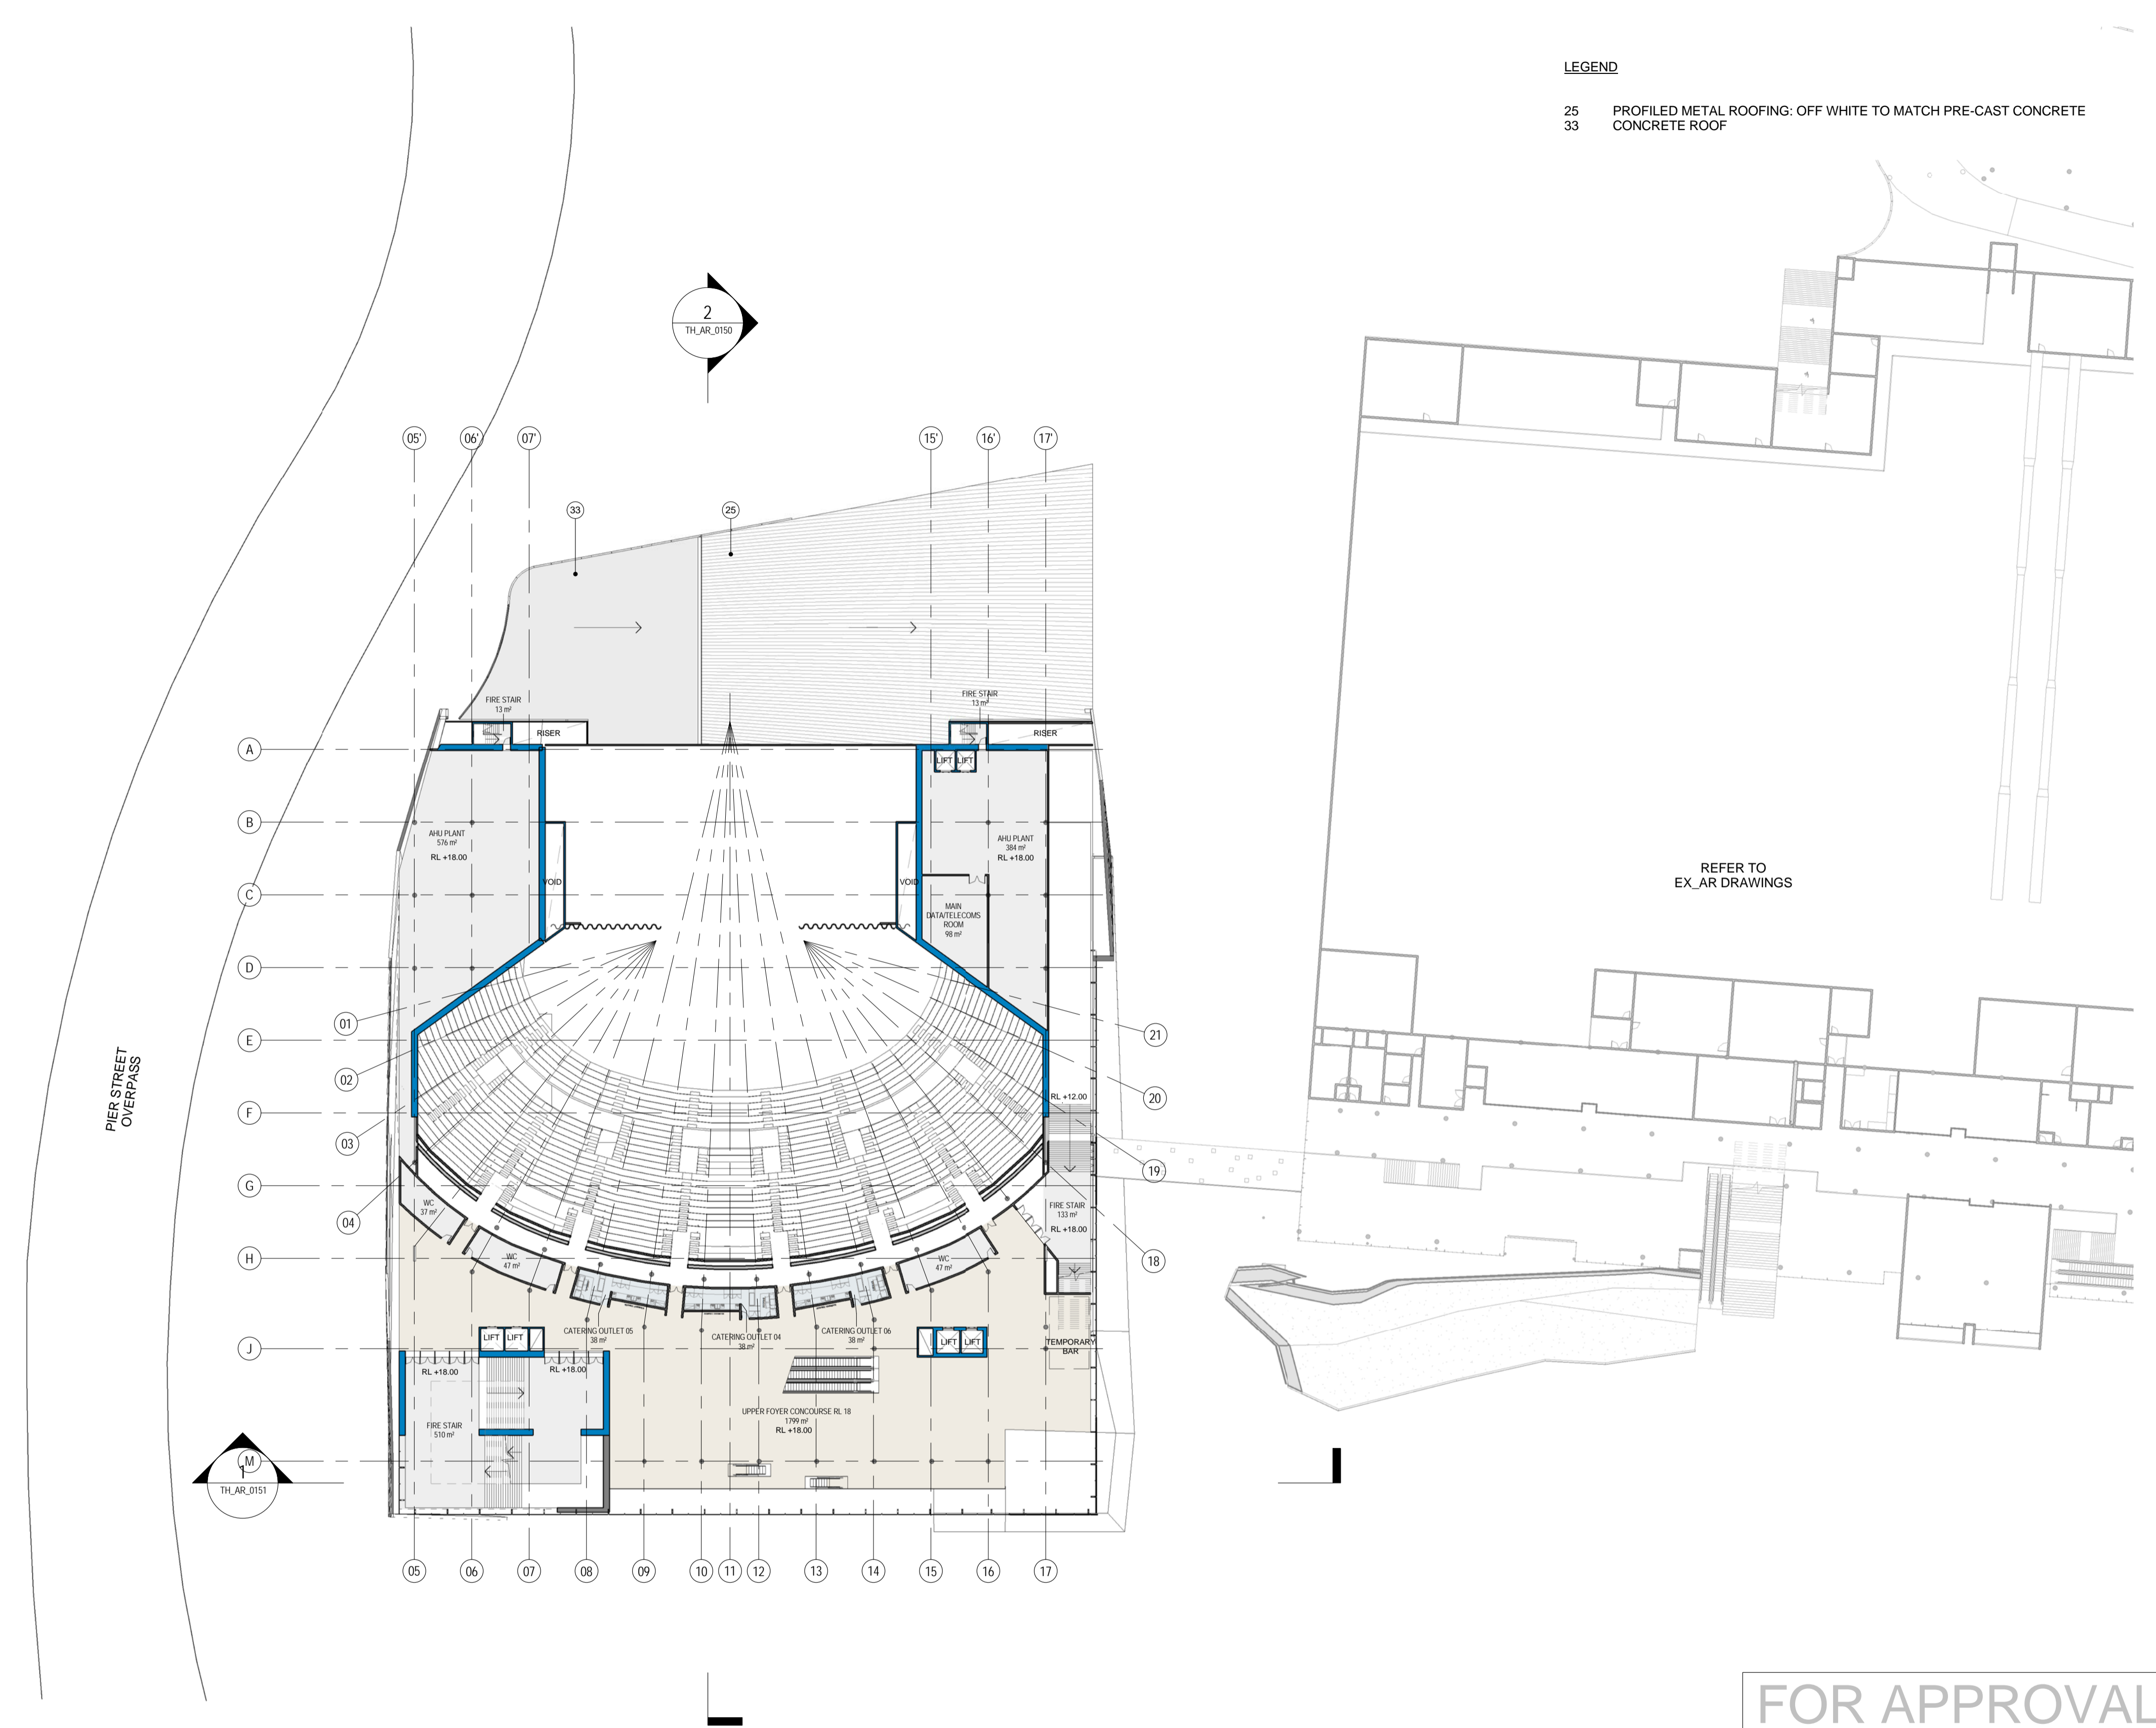 LEGEND
25 PROFILED METAL ROOFING: OFF WHITE TO MATCH PRE-CAST CONCRETE
33 CONCRETE ROOF
2
TH_AR_0150
05' 06' 07' 15' 16' 17'
33 25
FIRE STAIR
13 m²
FIRE STAIR
13 m²
RISER
RISER
A
LIFT LIFT
B
AHU PLANT
576 m²
RL +18.00
AHU PLANT
384 m²
RL +18.00
REFER TO
EX_AR DRAWINGS
VOID
VOID
C
MAIN
DATA/TELECOMS
ROOM
98 m²
D
01
21
E
02
PIER STREET
OVERPASS
RL +12.00
20
F
03
19
G
WC
37 m²
04
FIRE STAIR
133 m²
RL +18.00
H
WC
47 m²
WC
47 m²
18
CATERING OUTLET 05
38 m²
CATERING OUTLET 04
38 m²
CATERING OUTLET 06
38 m²
LIFT LIFT
LIFT LIFT
J
TEMPORARY
BAR
RL +18.00
RL +18.00
UPPER FOYER CONCOURSE RL 18
1799 m²
RL +18.00
FIRE STAIR
510 m²
M
1
TH_AR_0151
05 06 07 08 09 10 11 12 13 14 15 16 17
FOR APPROVAL